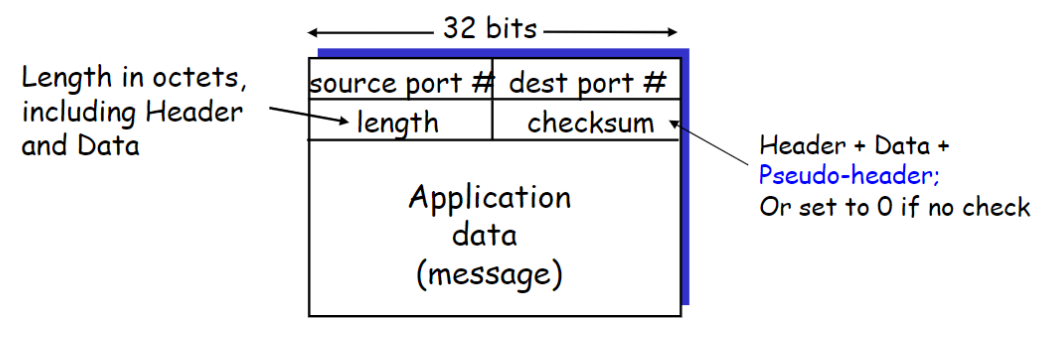 32 bits
Length in octets,
including Header
and Data
source port # dest port #
length checksum
Header + Data +
Pseudo-header;
Or set to 0 if no check
Application
data
(message)